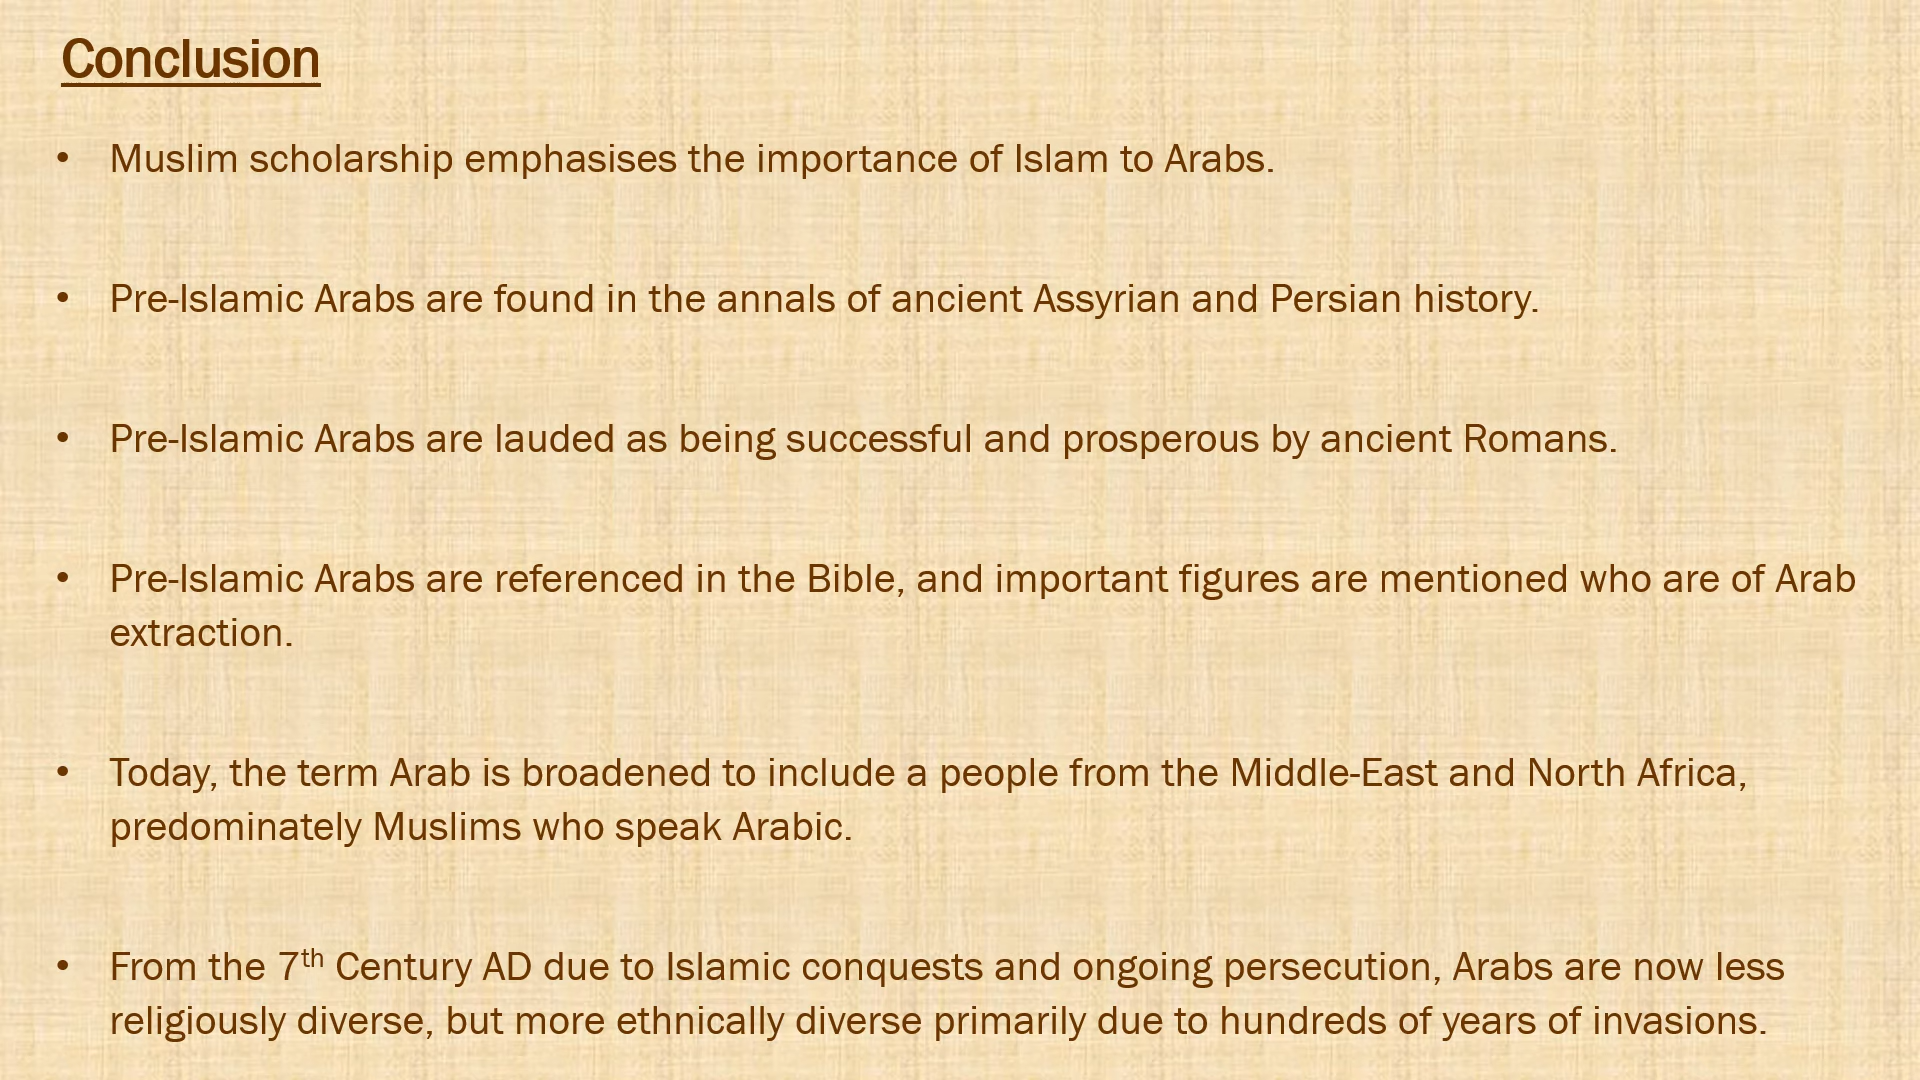 Conclusion
• Muslim scholarship emphasises the importance of Islam to Arabs.
• Pre-Islamic Arabs are found in the annals of ancient Assyrian and Persian history.
• Pre-Islamic Arabs are lauded as being successful and prosperous by ancient Romans.
• Pre-Islamic Arabs are referenced in the Bible, and important figures are mentioned who are of Arab
extraction.
• Today, the term Arab is broadened to include a people from the Middle-East and North Africa,
predominately Muslims who speak Arabic.
• From the 7th Century AD due to Islamic conquests and ongoing persecution, Arabs are now less
religiously diverse, but more ethnically diverse primarily due to hundreds of years of invasions.